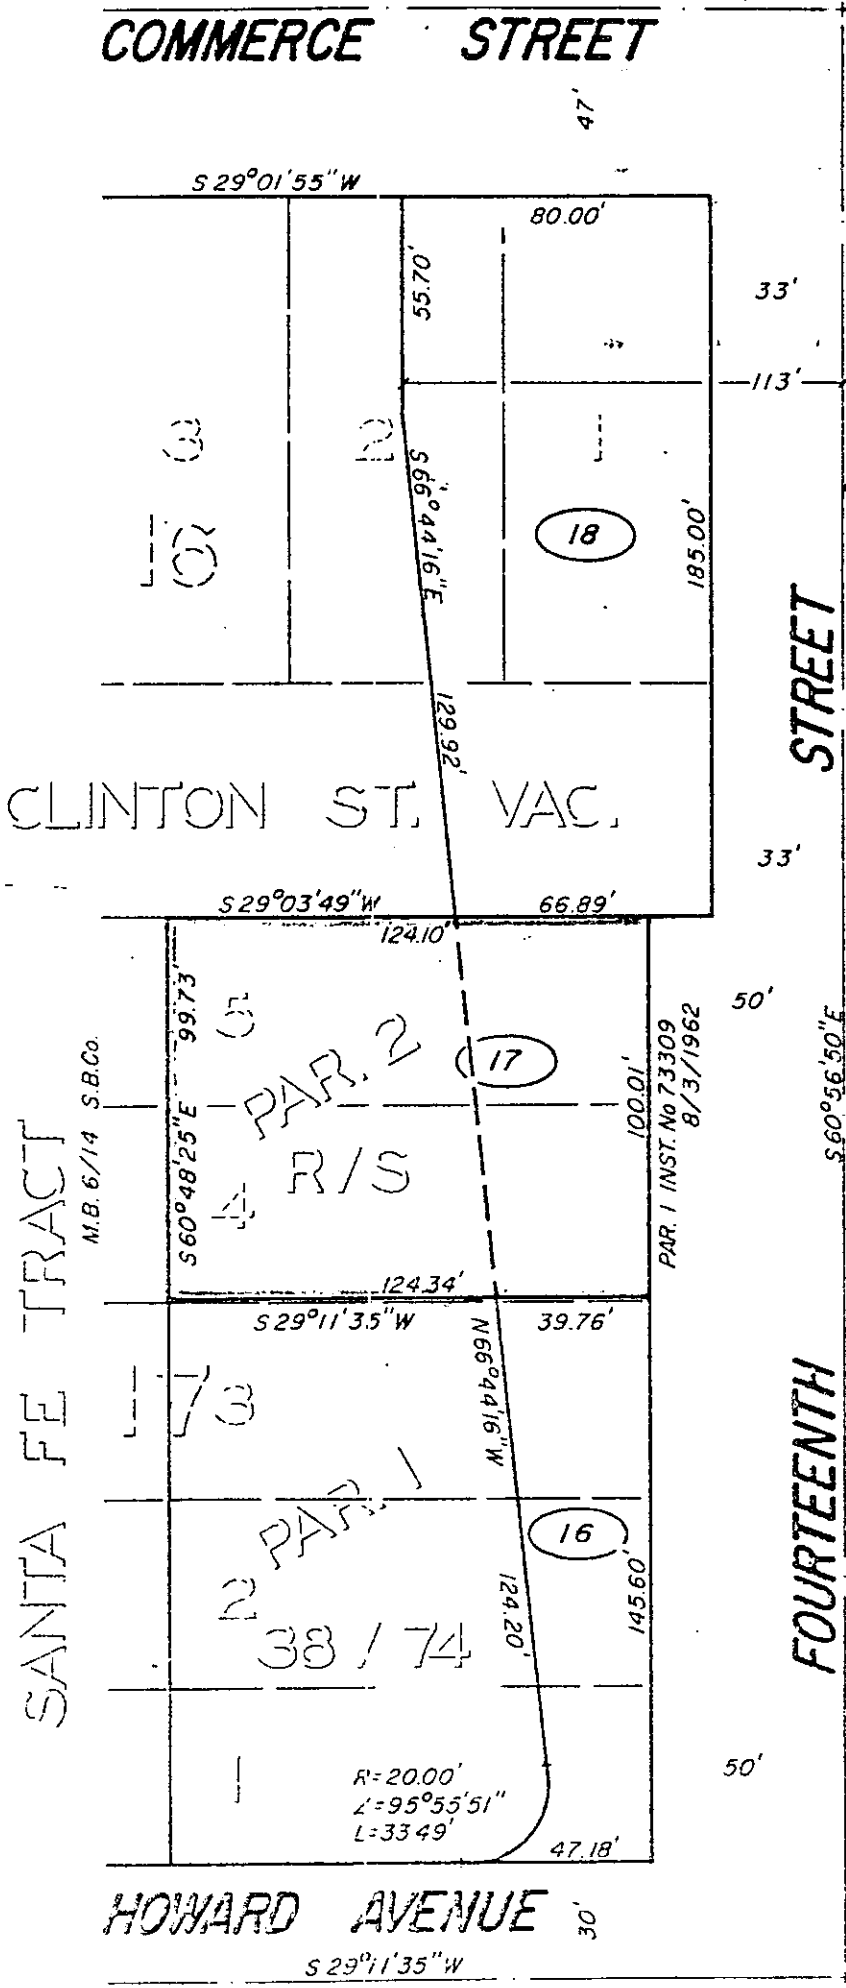 COMMERCE STREET
47'
S 29°01'55" W
80.00'
55.70'
33'
113'
3
2
1
18
S 66°44'16" E
18
185.00'
129.92'
STREET
CLINTON ST. VAC.
33'
S 29°03'49" W
66.89'
124.10'
5
S 60°48'25" E 99.73'
PAR. 2
17
50'
100.01'
PAR. 1 INST. No 73309
8/3/1962
S 60°56'50" E
SANTA FE TRACT
M.B. 6/14 S.B.Co.
4
R/S
124.34'
S 29°11'35" W
39.76'
N 66°44'16" W
17
3
PAR. 1
16
2
124.20'
145.60'
38 / 74
FOURTEENTH
1
R=20.00'
∠=95°55'51"
L=33.49'
50'
47.18'
HOWARD AVENUE
30'
S 29°11'35" W